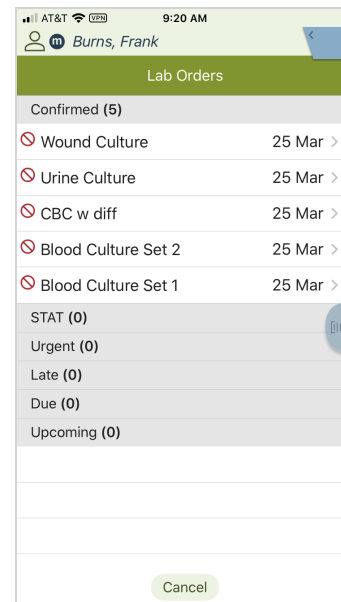 AT&T VPN 9:20 AM
m Burns, Frank
Lab Orders
Confirmed (5)
Wound Culture 25 Mar
Urine Culture 25 Mar
CBC w diff 25 Mar
Blood Culture Set 2 25 Mar
Blood Culture Set 1 25 Mar
STAT (0)
Urgent (0)
Late (0)
Due (0)
Upcoming (0)
Cancel